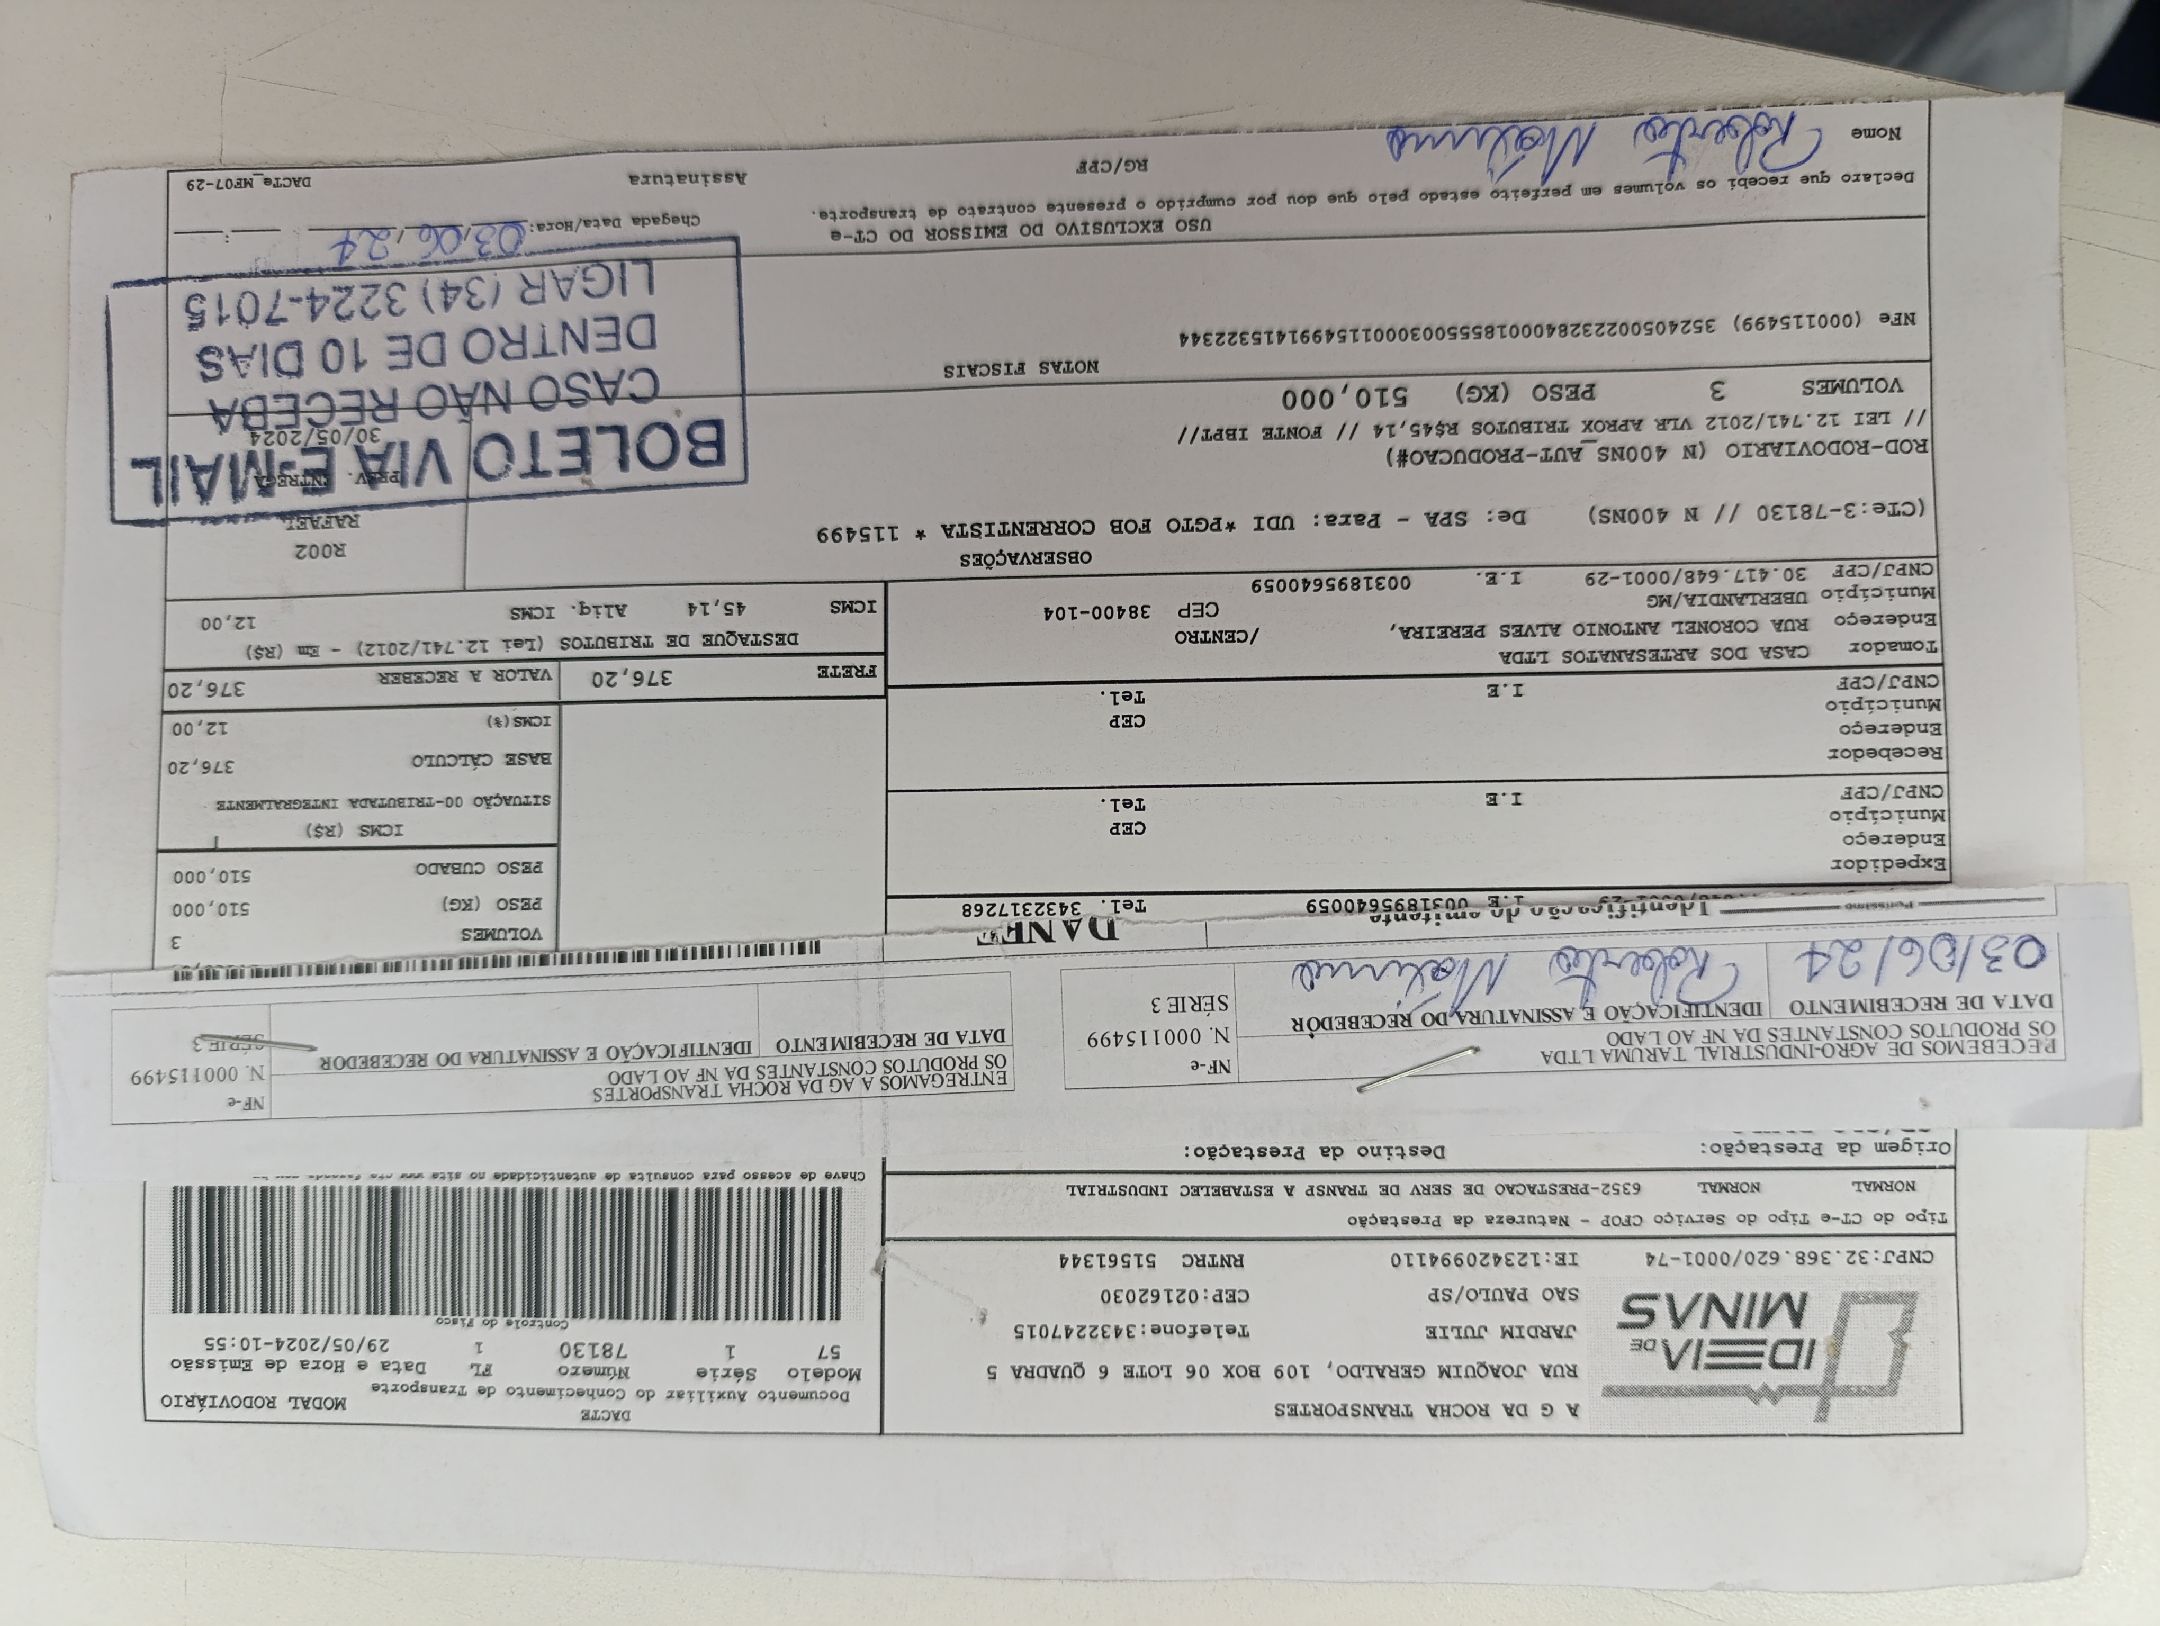 IDEIA DE
MINAS
A G DA ROCHA TRANSPORTES
RUA JOAQUIM GERALDO, 109 BOX 06 LOTE 6 QUADRA 5
JARDIM JULIE Telefone:3432247015
SAO PAULO/SP CEP:02162030
CNPJ:32.368.620/0001-74 IE:123420994110 RNTRC 51561344
DACTE
Documento Auxiliar do Conhecimento de Transporte
MODAL RODOVIÁRIO
Modelo Série Número FL Data e Hora de Emissão
57 1 78130 1 29/05/2024-10:55
Controle do Fisco
Chave de acesso para consulta de autenticidade no site
Tipo do CT-e Tipo do Serviço CFOP - Natureza da Prestação
NORMAL NORMAL 6352-PRESTACAO DE SERV DE TRANSP A ESTABELEC INDUSTRIAL
Origem da Prestação: Destino da Prestação:
RECEBEMOS DE AGRO-INDUSTRIAL TARUMA LTDA
OS PRODUTOS CONSTANTES DA NF AO LADO
DATA DE RECEBIMENTO IDENTIFICAÇÃO E ASSINATURA DO RECEBEDOR
03/06/24 Roberto Máximo
NF-e
N. 000115499
SÉRIE 3
ENTREGAMOS A AG DA ROCHA TRANSPORTES
OS PRODUTOS CONSTANTES DA NF AO LADO
DATA DE RECEBIMENTO IDENTIFICAÇÃO E ASSINATURA DO RECEBEDOR
NF-e
N. 000115499
SÉRIE 3
Identificação do emitente
DANF
I.E 0031895640059 Tel. 3432317268
Expedidor
Endereço
Município CEP
CNPJ/CPF I.E Tel.
Recebedor
Endereço
Município CEP
CNPJ/CPF I.E Tel.
Tomador CASA DOS ARTESANATOS LTDA
Endereço RUA CORONEL ANTONIO ALVES PEREIRA, /CENTRO
Município UBERLANDIA/MG CEP 38400-104
CNPJ/CPF 30.417.648/0001-29 I.E. 0031895640059
VOLUMES 3
PESO (KG) 510,000
PESO CUBADO 510,000
ICMS (R$)
SITUAÇÃO 00-TRIBUTADA INTEGRALMENTE
BASE CÁLCULO 376,20
ICMS(%) 12,00
FRETE 376,20 VALOR A RECEBER 376,20
DESTAQUE DE TRIBUTOS (Lei 12.741/2012) - Em (R$)
ICMS 45,14 Aliq. ICMS 12,00
OBSERVAÇÕES
(CTe:3-78130 // N 400NS) De: SPA - Para: UDI *PGTO FOB CORRENTISTA * 115499
ROD-RODOVIARIO (N 400NS_AUT-PRODUCAO#)
// LEI 12.741/2012 VLR APROX TRIBUTOS R$45,14 // FONTE IBPT//
VOLUMES 3 PESO (KG) 510,000
R002
RAFAEL
PREV. ENTREGA
30/05/2024
BOLETO VIA E-MAIL
CASO NÃO RECEBA
DENTRO DE 10 DIAS
LIGAR (34) 3224-7015
NOTAS FISCAIS
NFe (000115499) 35240500223284000185550030001154991415322344
USO EXCLUSIVO DO EMISSOR DO CT-e
Declaro que recebi os volumes em perfeito estado pelo que dou por cumprido o presente contrato de transporte.
Chegada Data/Hora: 03,06,24 :
Nome Roberto Máximo RG/CPF Assinatura DACTe_MF07-29